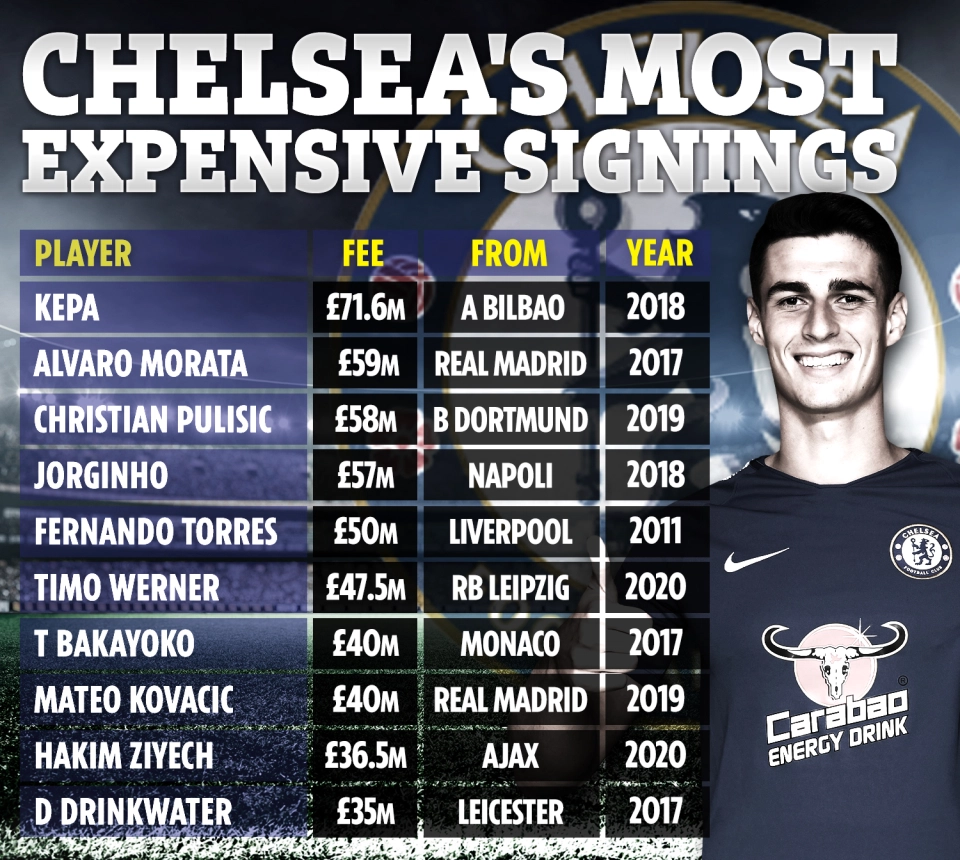 CHELSEA'S MOST
EXPENSIVE SIGNINGS
PLAYER FEE FROM YEAR
KEPA £71.6M A BILBAO 2018
ALVARO MORATA £59M REAL MADRID 2017
CHRISTIAN PULISIC £58M B DORTMUND 2019
JORGINHO £57M NAPOLI 2018
FERNANDO TORRES £50M LIVERPOOL 2011
TIMO WERNER £47.5M RB LEIPZIG 2020
T BAKAYOKO £40M MONACO 2017
MATEO KOVACIC £40M REAL MADRID 2019
HAKIM ZIYECH £36.5M AJAX 2020
D DRINKWATER £35M LEICESTER 2017
CHELSEA
FOOTBALL CLUB
Carabao®
ENERGY DRINK